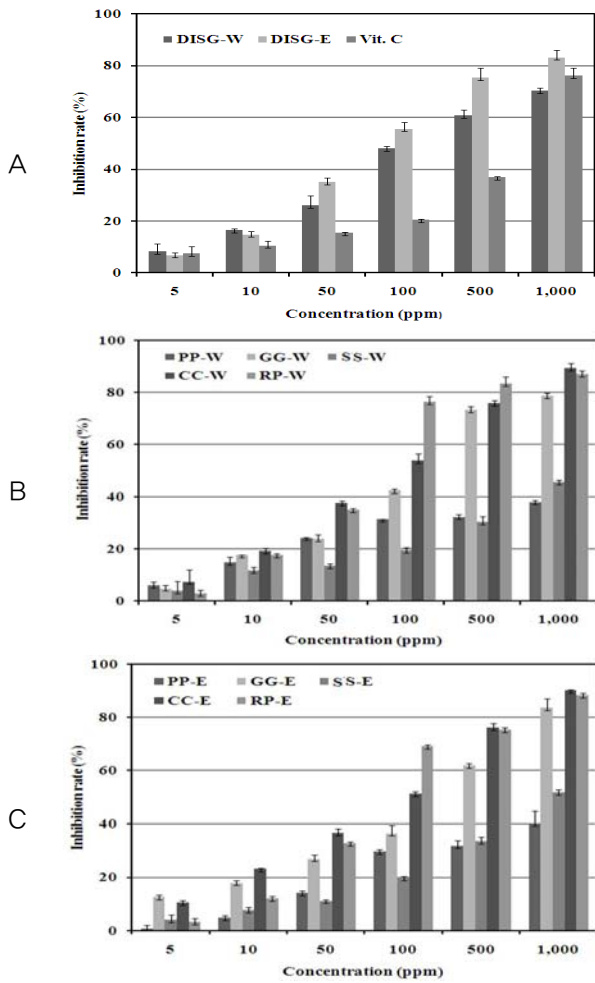 A
DISG-W DISG-E Vit. C
Inhibition rate (%)
100
80
60
40
20
0
5 10 50 100 500 1,000
Concentration (ppm)
B
PP-W GG-W SS-W
CC-W RP-W
Inhibition rate (%)
100
80
60
40
20
0
5 10 50 100 500 1,000
Concentration (ppm)
C
PP-E GG-E SS-E
CC-E RP-E
Inhibition rate (%)
100
80
60
40
20
0
5 10 50 100 500 1,000
Concentration (ppm)